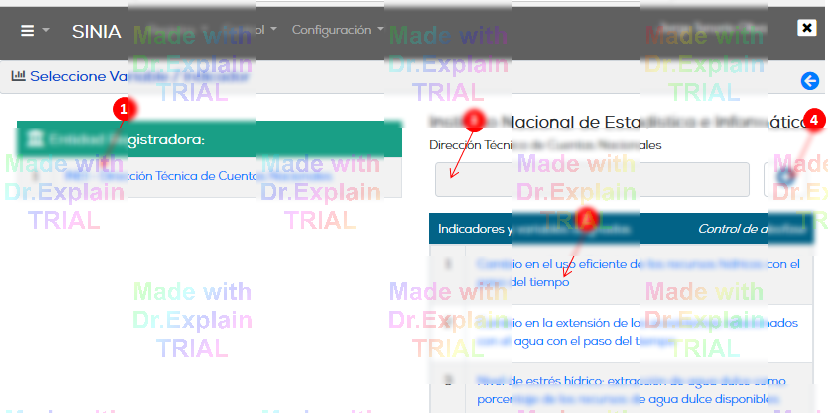 SINIA Control Configuración
Seleccione Variable / Indicador
1
Entidad Registradora:
Dirección Técnica de Cuentas Nacionales
Instituto Nacional de Estadística e Informática
Dirección Técnica de Cuentas Nacionales
3
4
Indicadores y variables Control de
1 Cambio en el uso eficiente de los recursos hídricos con el
paso del tiempo
Cambio en la extensión de los relacionados
con el agua con el paso del tiempo
3 Nivel de estrés hídrico: extracción de agua dulce como
porcentaje de los recursos de agua dulce disponibles
Made with
Dr.Explain
TRIAL
Made with
Dr.Explain
TRIAL
Made with
Dr.Explain
TRIAL
Made with
Dr.Explain
TRIAL
Made with
Dr.Explain
TRIAL
Made with
Dr.Explain
TRIAL
Made with
Dr.Explain
TRIAL
Made with
Dr.Explain
TRIAL
Made with
Dr.Explain
TRIAL
Made with
Dr.Explain
TRIAL
Made with
Dr.Explain
TRIAL